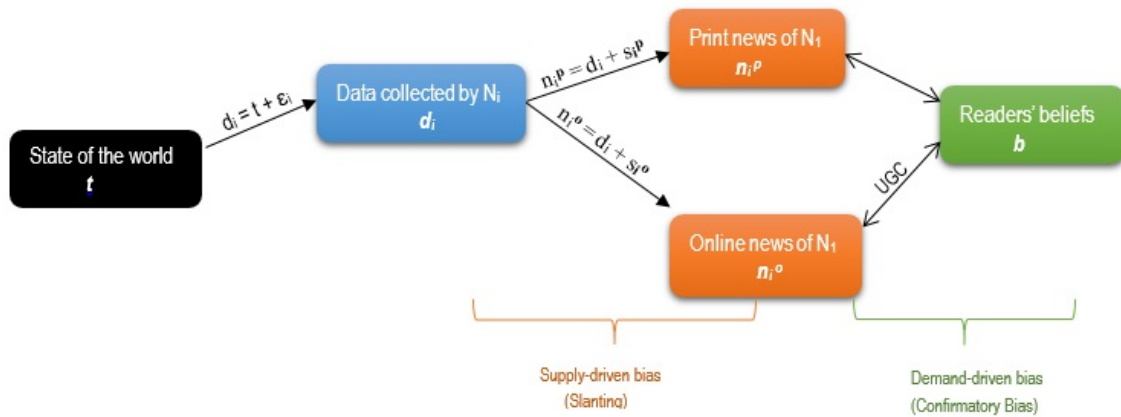 State of the world
t
dᵢ = t + εᵢ
Data collected by Nᵢ
dᵢ
nᵢᵖ = dᵢ + sᵢᵖ
nᵢᵒ = dᵢ + sᵢᵒ
Print news of N₁
nᵢᵖ
Online news of N₁
nᵢᵒ
UGC
Readers' beliefs
b
Supply-driven bias
(Slanting)
Demand-driven bias
(Confirmatory Bias)